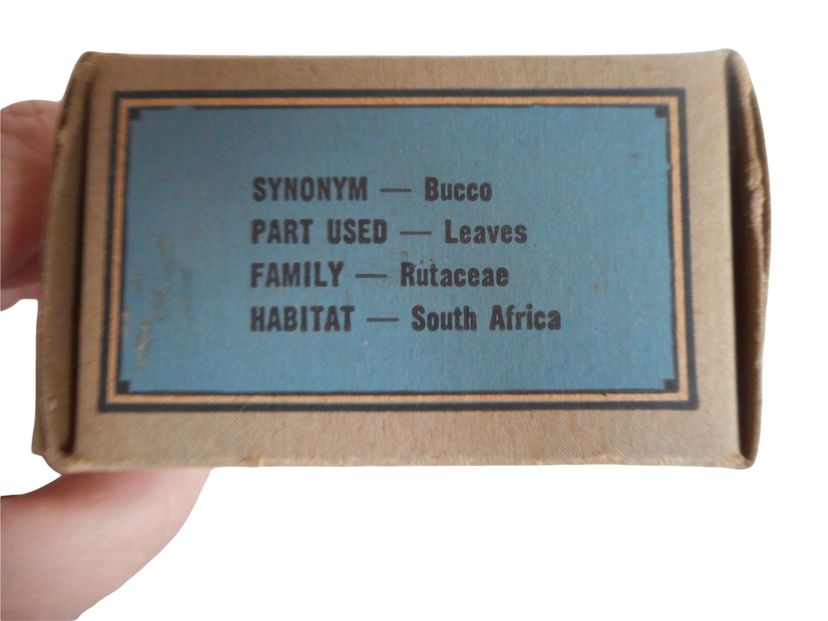 SYNONYM — Bucco
PART USED — Leaves
FAMILY — Rutaceae
HABITAT — South Africa